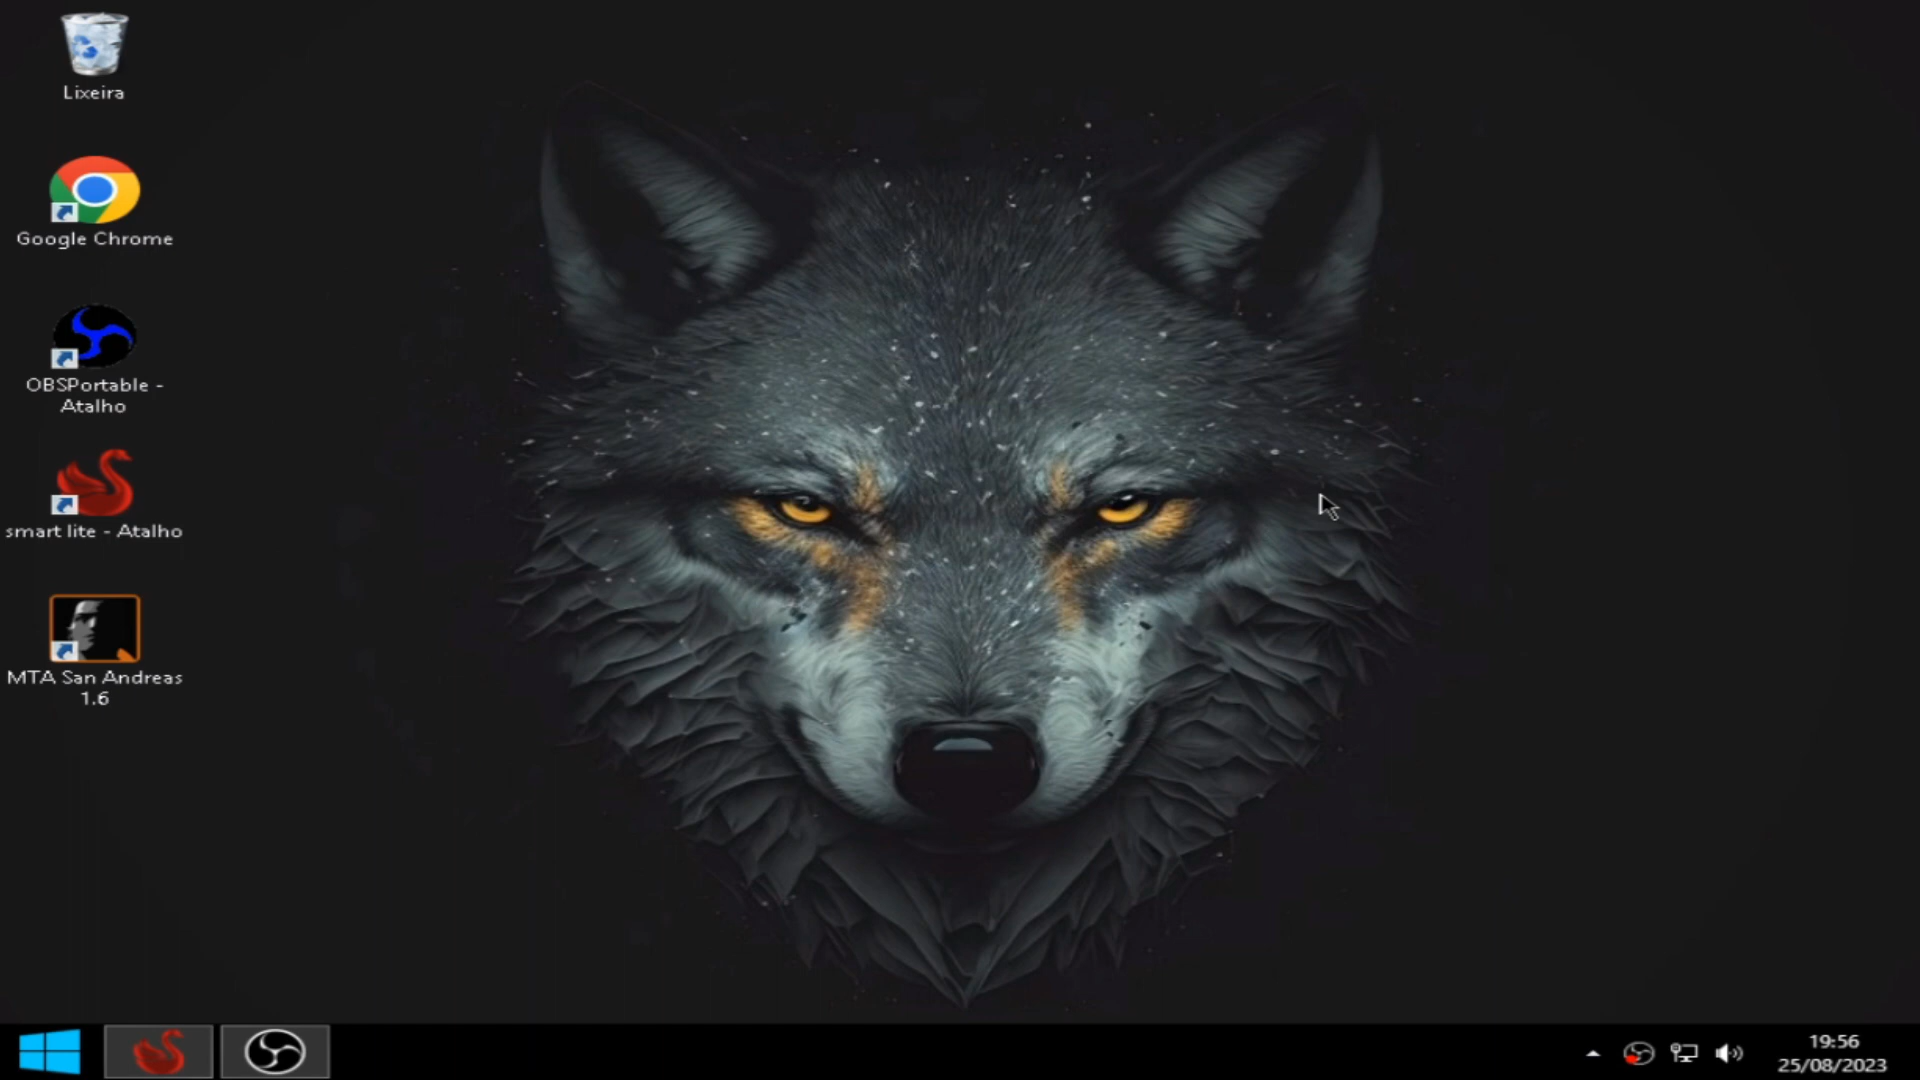 Lixeira
Google Chrome
OBSPortable -
Atalho
smart lite - Atalho
MTA San Andreas
1.6
19:56
25/08/2023